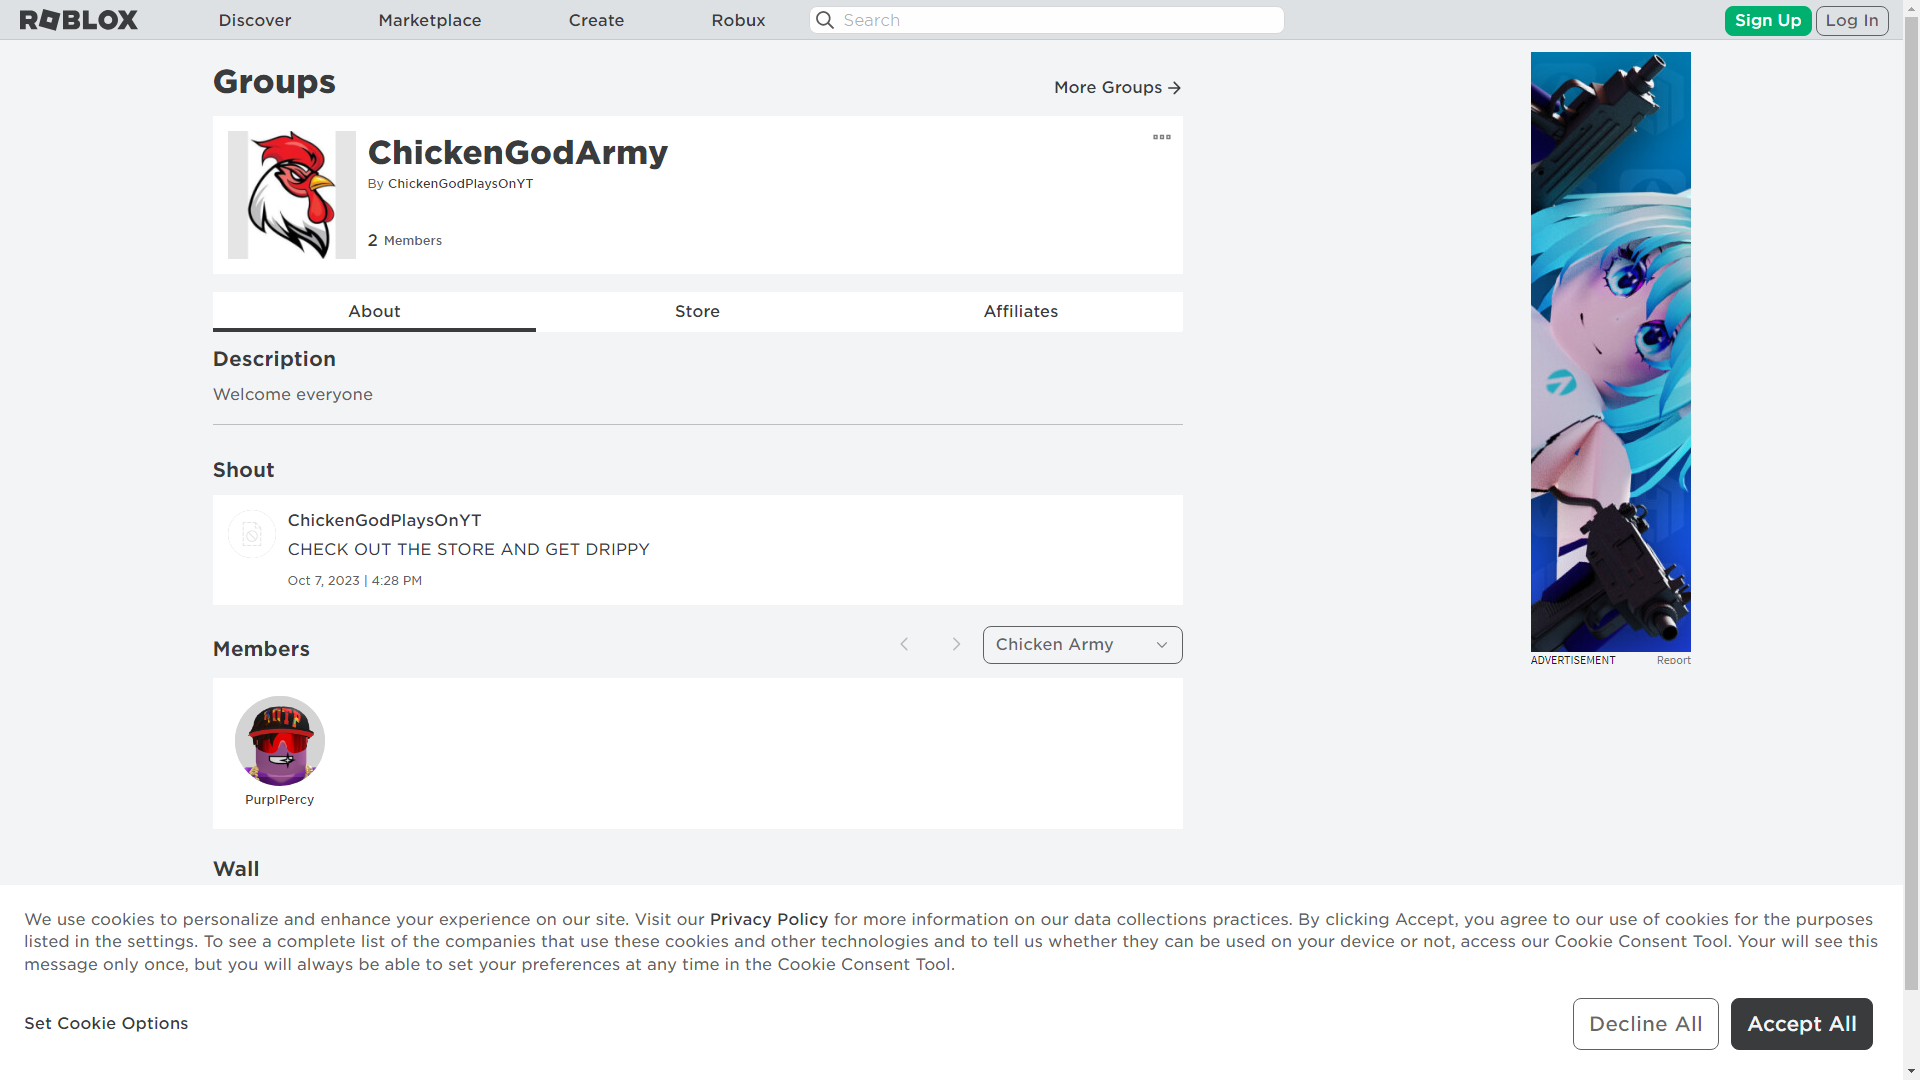 ROBLOX
Discover
Marketplace
Create
Robux
Search
Sign Up
Log In
Groups
More Groups
ChickenGodArmy
By ChickenGodPlaysOnYT
2 Members
About
Store
Affiliates
Description
Welcome everyone
Shout
ChickenGodPlaysOnYT
CHECK OUT THE STORE AND GET DRIPPY
Oct 7, 2023 | 4:28 PM
Members
Chicken Army
PurplPercy
Wall
ADVERTISEMENT
Report
We use cookies to personalize and enhance your experience on our site. Visit our Privacy Policy for more information on our data collections practices. By clicking Accept, you agree to our use of cookies for the purposes
listed in the settings. To see a complete list of the companies that use these cookies and other technologies and to tell us whether they can be used on your device or not, access our Cookie Consent Tool. Your will see this
message only once, but you will always be able to set your preferences at any time in the Cookie Consent Tool.
Set Cookie Options
Decline All
Accept All